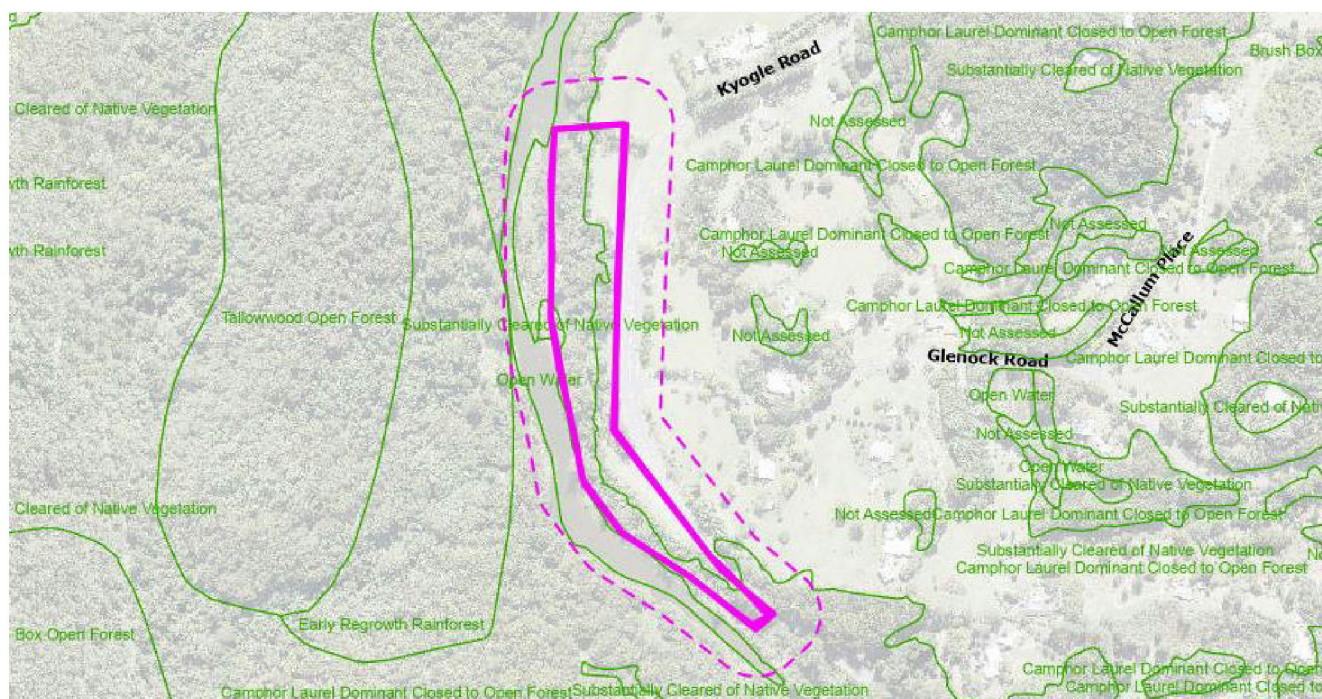 Camphor Laurel Dominant Closed to Open Forest
Kyogle Road
Brush Box
Substantially Cleared of Native Vegetation
Cleared of Native Vegetation
Not Assessed
Camphor Laurel Dominant Closed to Open Forest
wth Rainforest
Not Assessed
Camphor Laurel Dominant Closed to Open Forest
Not Assessed
McCallum Place
Assessed
wth Rainforest
Camphor Laurel Dominant Closed to Open Forest
Camphor Laurel Dominant Closed to Open Forest
Tallowwood Open Forest
Substantially Cleared of Native Vegetation
Not Assessed
Not Assessed
Glenock Road
Camphor Laurel Dominant Closed to
Open Water
Open Water
Substantially Cleared of Nati
Not Assessed
Open Water
Substantially Cleared of Native Vegetation
Cleared of Native Vegetation
Not Assessed
Camphor Laurel Dominant Closed to Open Forest
Substantially Cleared of Native Vegetation
No
Camphor Laurel Dominant Closed to Open Forest
Early Regrowth Rainforest
Box Open Forest
Camphor Laurel Dominant Closed to Open
Camphor Laurel Dominant Closed to
Camphor Laurel Dominant Closed to Open Forest
Substantially Cleared of Native Vegetation